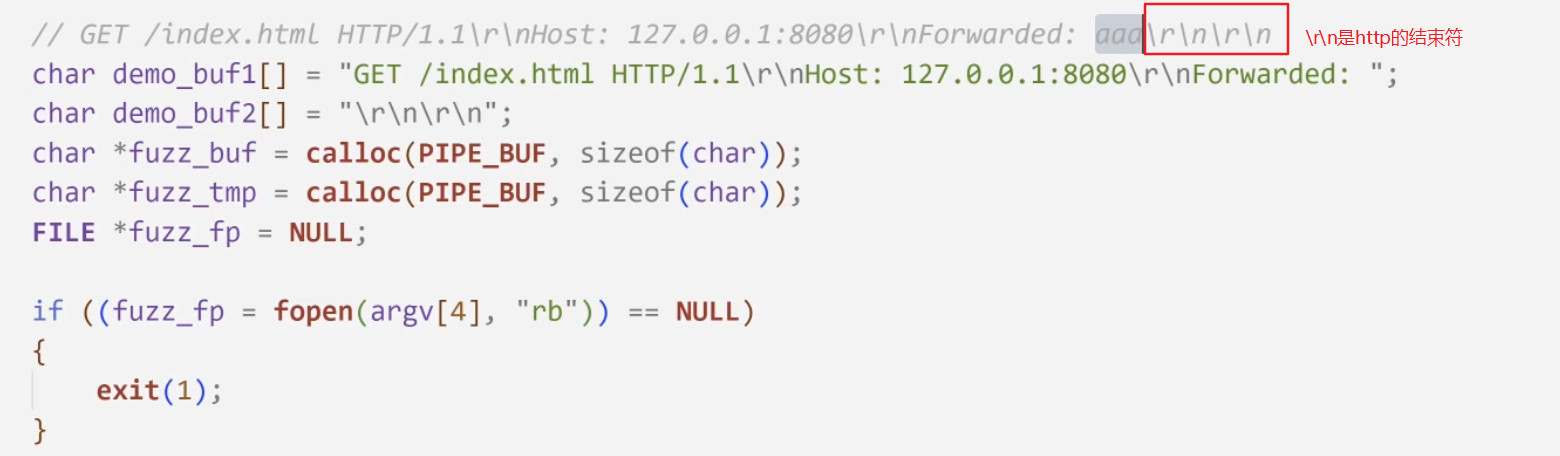 // GET /index.html HTTP/1.1\r\nHost: 127.0.0.1:8080\r\nForwarded: aaa\r\n\r\n \r\n是http的结束符
char demo_buf1[] = "GET /index.html HTTP/1.1\r\nHost: 127.0.0.1:8080\r\nForwarded: ";
char demo_buf2[] = "\r\n\r\n";
char *fuzz_buf = calloc(PIPE_BUF, sizeof(char));
char *fuzz_tmp = calloc(PIPE_BUF, sizeof(char));
FILE *fuzz_fp = NULL;
if ((fuzz_fp = fopen(argv[4], "rb")) == NULL)
{
exit(1);
}